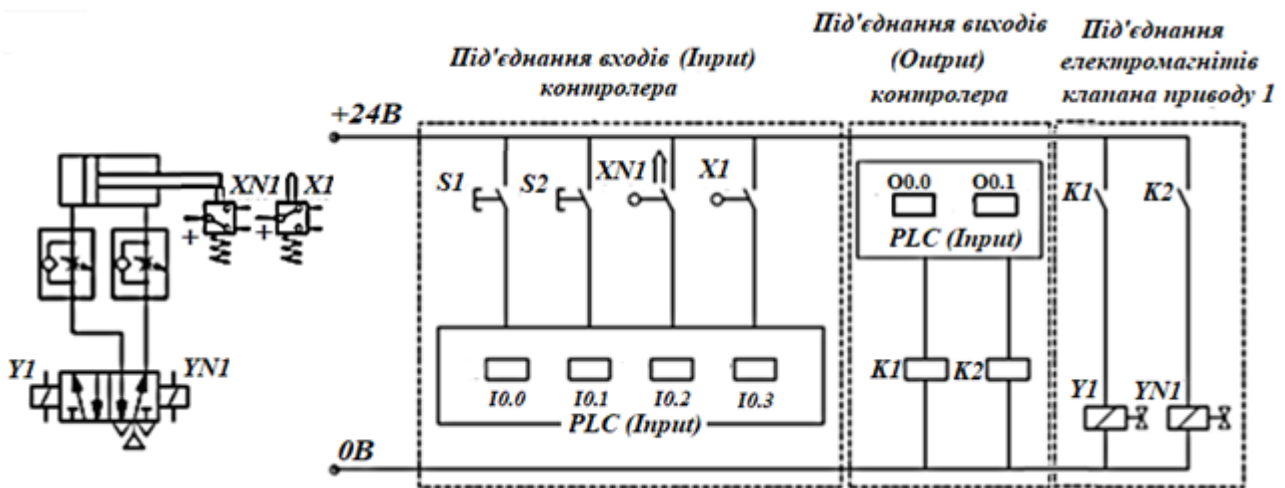 Під'єднання входів (Input)
контролера
Під'єднання виходів
(Output)
контролера
Під'єднання
електромагнітів
клапана приводу 1
+24В
XN1 X1
+ +
Y1 YN1
S1 S2 XN1 X1
I0.0 I0.1 I0.2 I0.3
PLC (Input)
O0.0 O0.1
PLC (Input)
K1 K2
K1 K2
Y1 YN1
0В